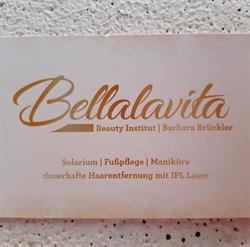 Bellalavita
Beauty Institut | Barbara Brückler
Solarium | Fußpflege | Maniküre
dauerhafte Haarentfernung mit IPL Laser